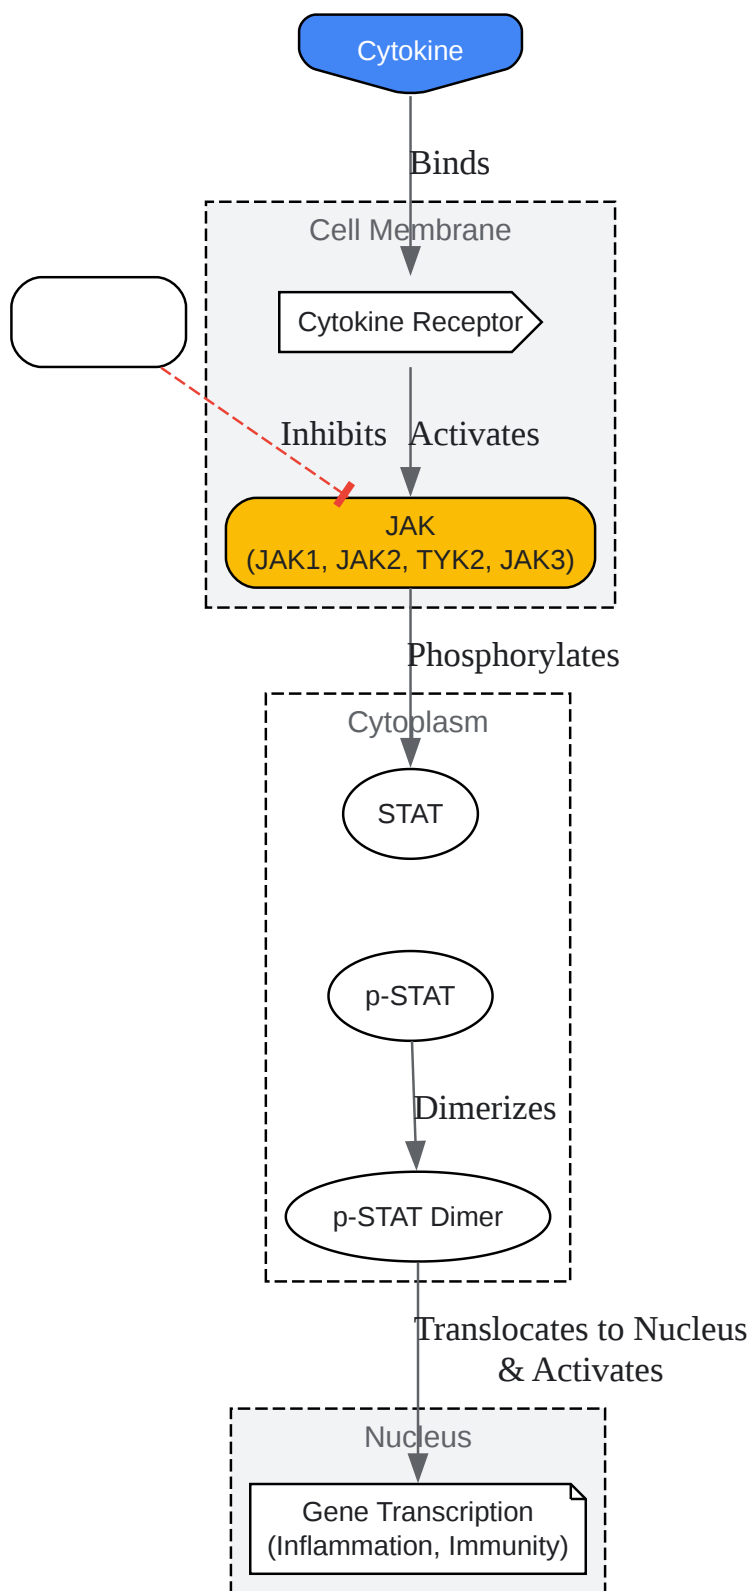 Cytokine
Binds
Cell Membrane
Cytokine Receptor
Inhibits
Activates
JAK
(JAK1, JAK2, TYK2, JAK3)
Phosphorylates
Cytoplasm
STAT
p-STAT
Dimerizes
p-STAT Dimer
Translocates to Nucleus
& Activates
Nucleus
Gene Transcription
(Inflammation, Immunity)